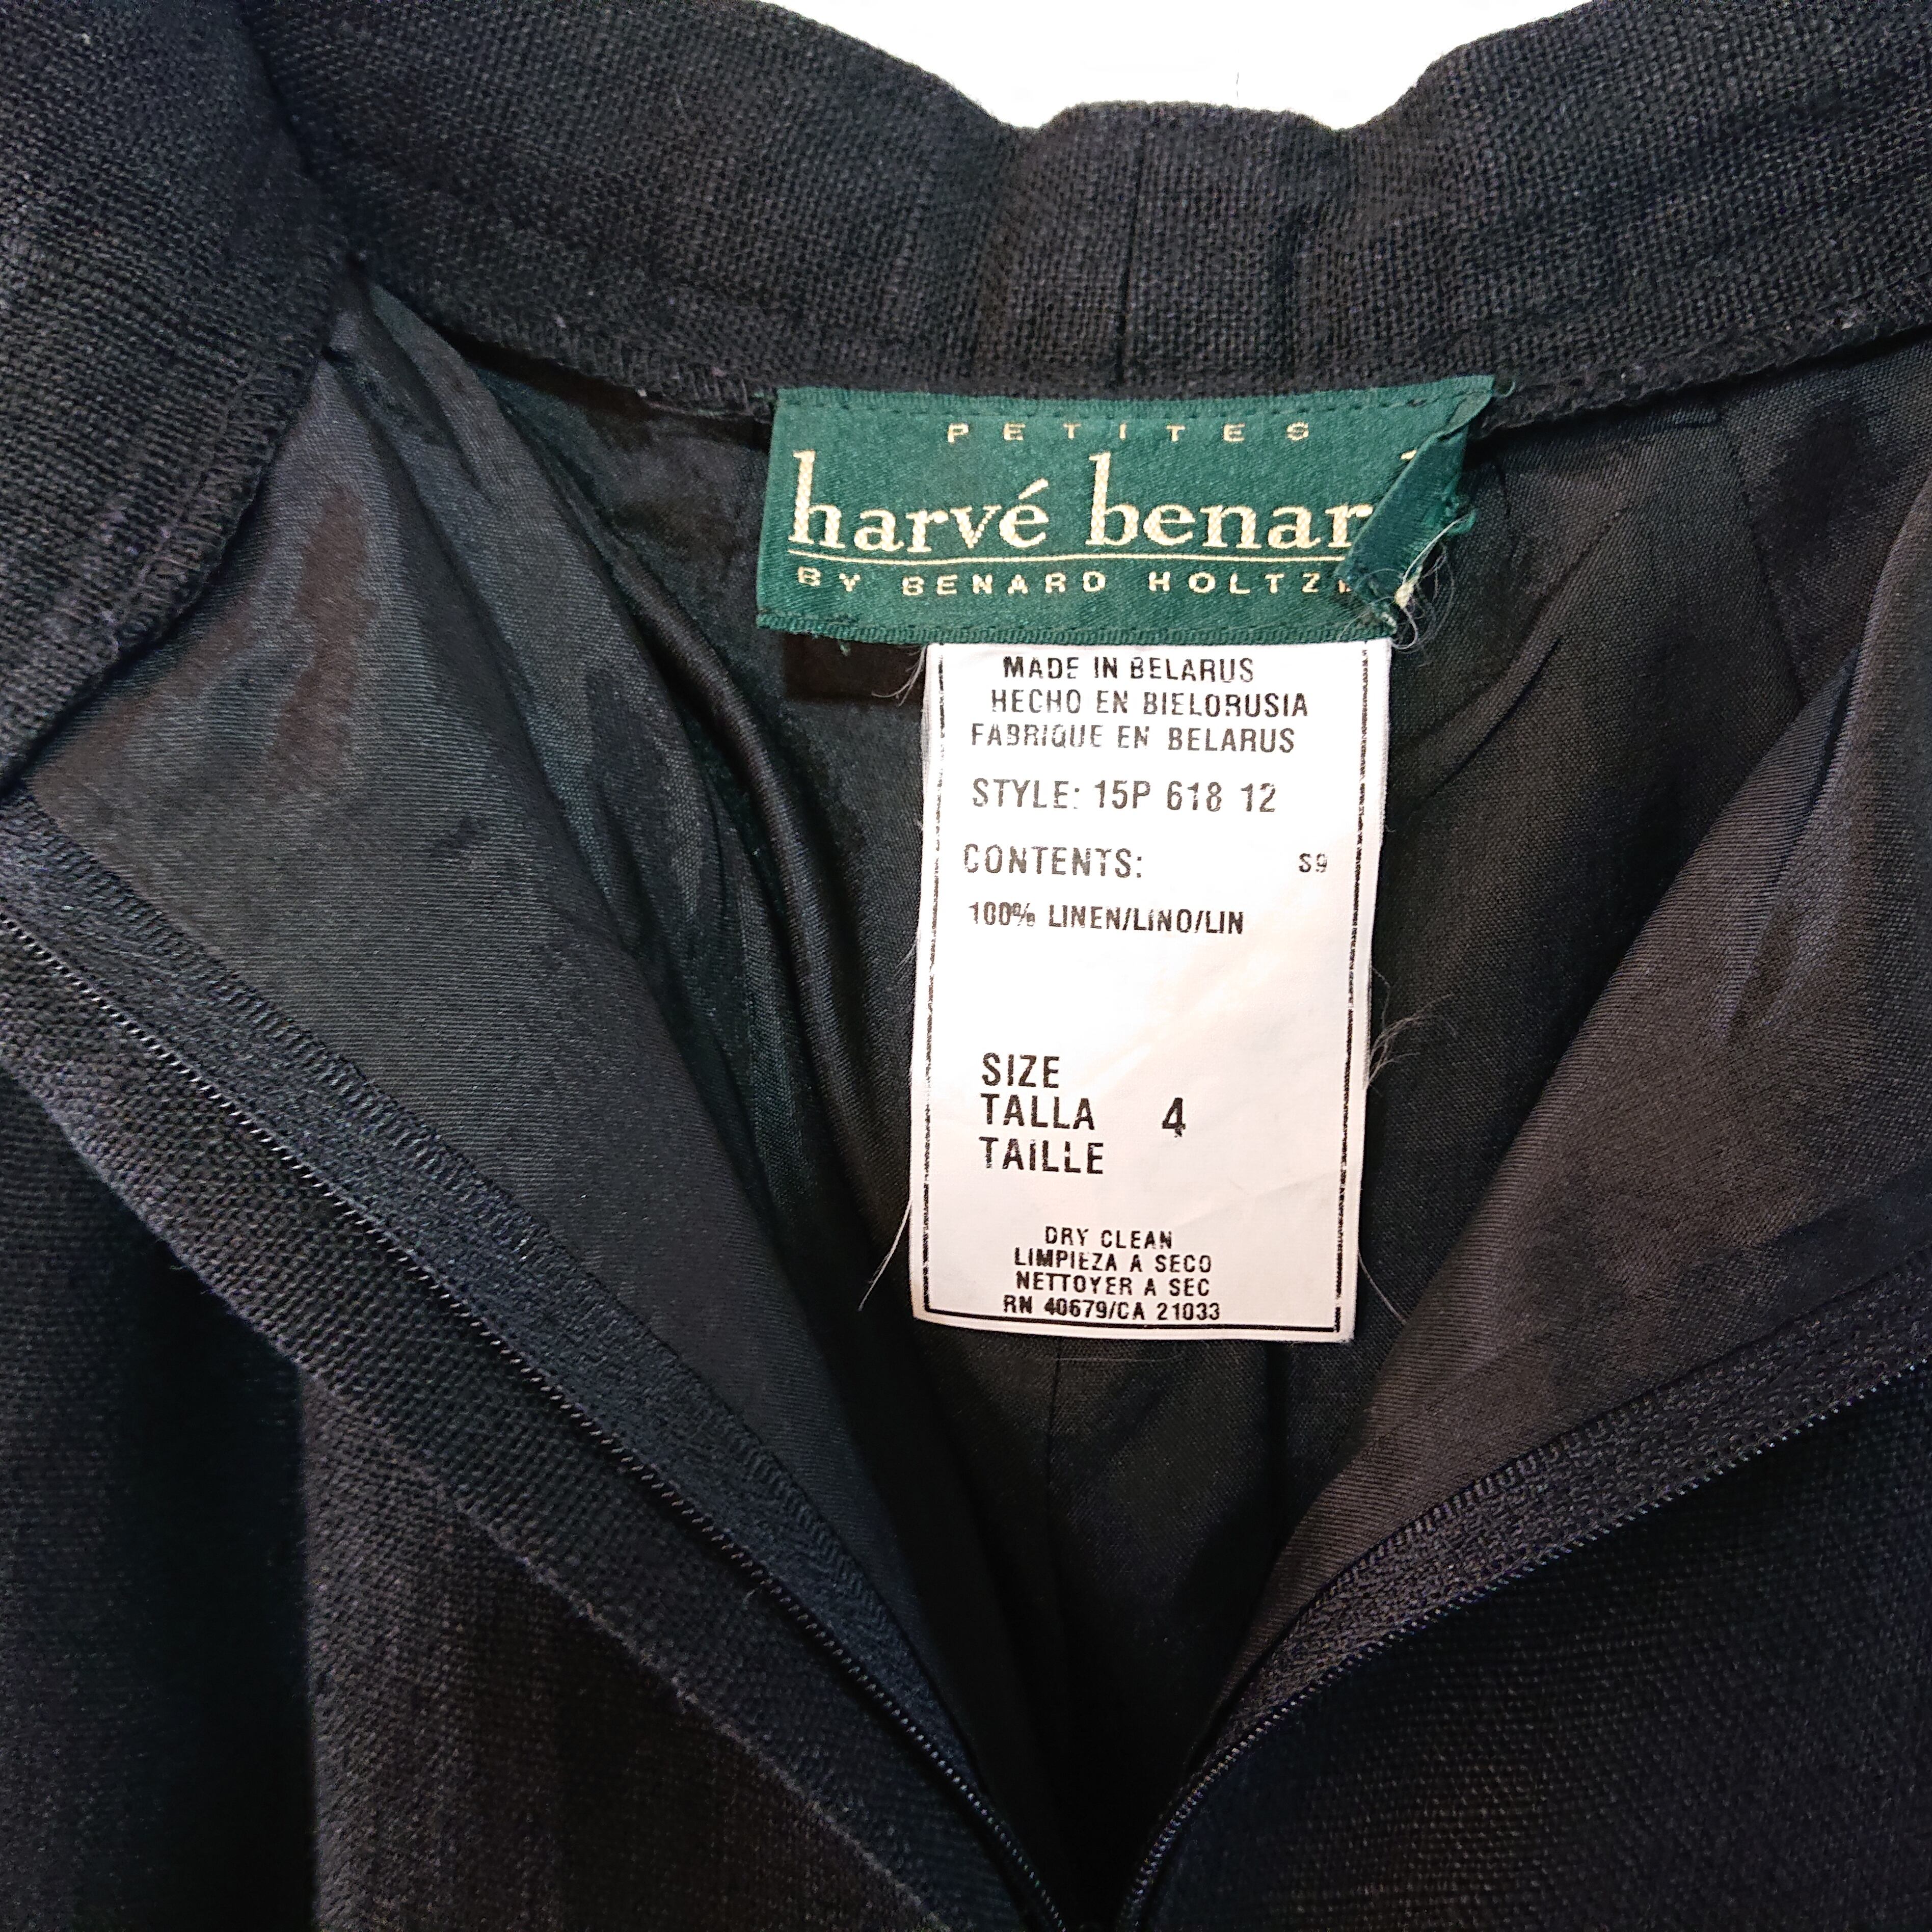 PETITES
harvé benar
BY BENARD HOLTZ
MADE IN BELARUS
HECHO EN BIELORUSIA
FABRIQUE EN BELARUS
STYLE: 15P 618 12
CONTENTS: S9
100% LINEN/LINO/LIN
SIZE
TALLA 4
TAILLE
DRY CLEAN
LIMPIEZA A SECO
NETTOYER A SEC
RN 40679/CA 21033